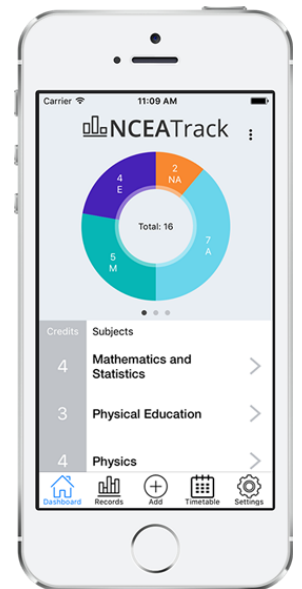 Carrier 11:09 AM
NCEATrack
4
E
2
NA
Total: 16
5
M
7
A
Credits Subjects
4 Mathematics and
Statistics
3 Physical Education
4 Physics
Dashboard Records Add Timetable Settings